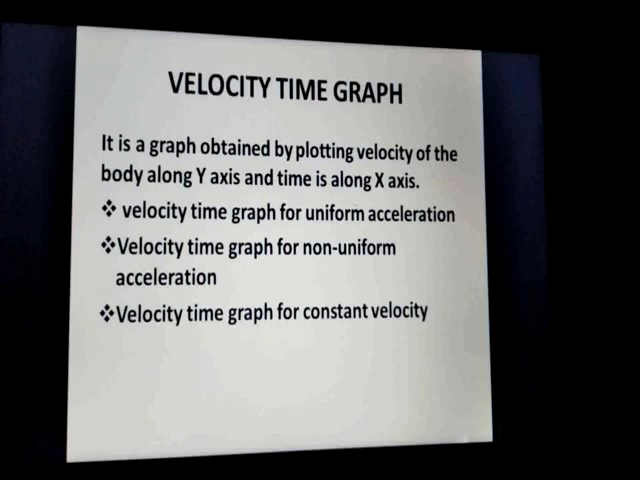 VELOCITY TIME GRAPH
It is a graph obtained by plotting velocity of the
body along Y axis and time is along X axis.
❖ velocity time graph for uniform acceleration
❖Velocity time graph for non-uniform
acceleration
❖Velocity time graph for constant velocity